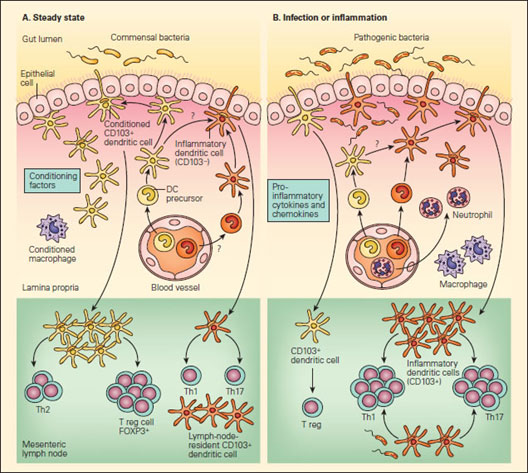 A. Steady state
Gut lumen
Commensal bacteria
Epithelial
cell
Conditioned
CD103+
dendritic cell
?
Inflammatory
dendritic cell
(CD103−)
Conditioning
factors
DC
precursor
Conditioned
macrophage
?
Lamina propria
Blood vessel
Th2
T reg cell
FOXP3+
Th1
Th17
Mesenteric
lymph node
Lymph-node-
resident CD103+
dendritic cell
B. Infection or inflammation
Pathogenic bacteria
?
Pro-
inflammatory
cytokines and
chemokines
Neutrophil
Macrophage
CD103+
dendritic cell
Inflammatory
dendritic cells
(CD103+)
T reg
Th1
Th17